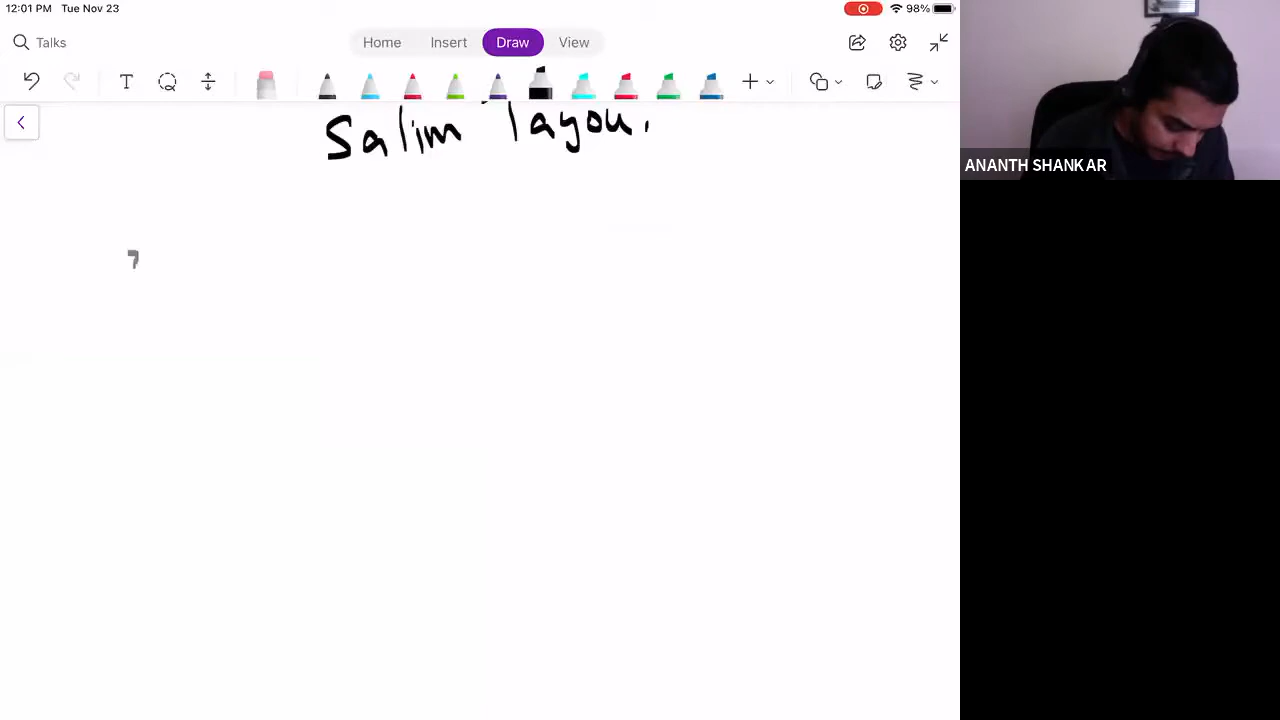 12:01 PM Tue Nov 23
98%
Talks
Home Insert Draw View
T
Salim Tayou.
ANANTH SHANKAR